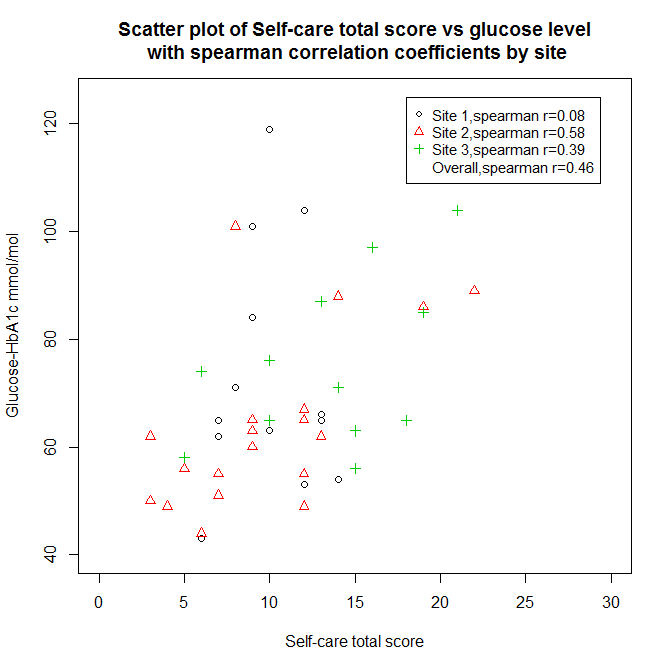 Scatter plot of Self-care total score vs glucose level
with spearman correlation coefficients by site
Site 1,spearman r=0.08
Site 2,spearman r=0.58
Site 3,spearman r=0.39
Overall,spearman r=0.46
Glucose-HbA1c mmol/mol
120
100
80
60
40
0 5 10 15 20 25 30
Self-care total score